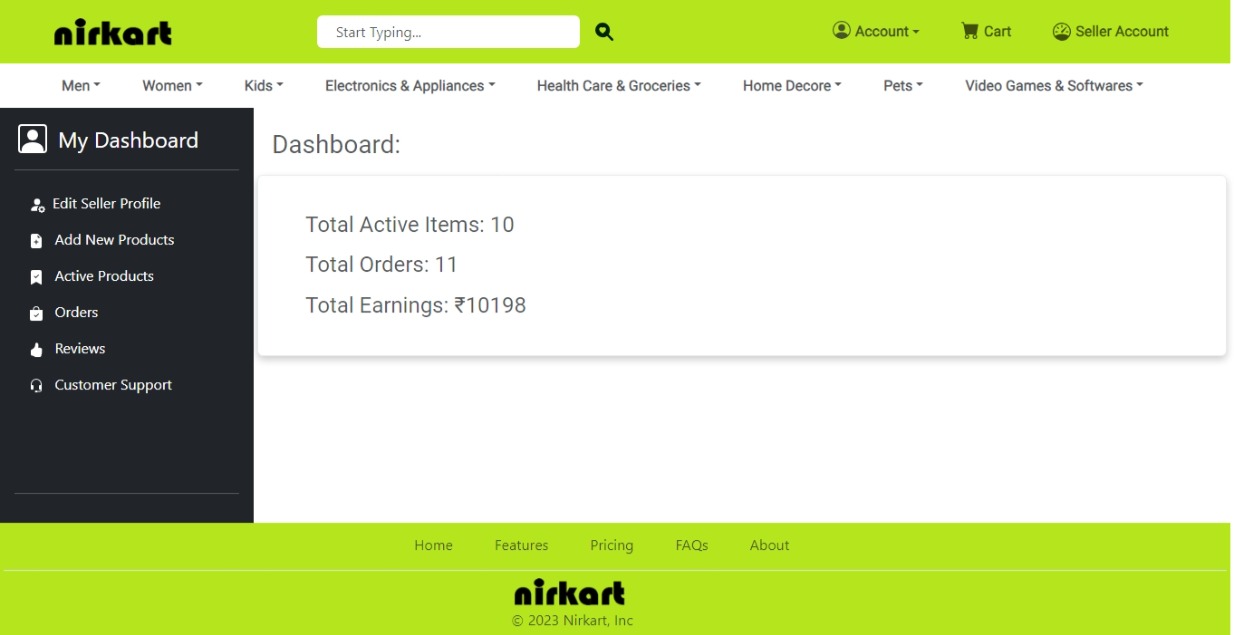 nirkart Start Typing... Account Cart Seller Account
Men Women Kids Electronics & Appliances Health Care & Groceries Home Decore Pets Video Games & Softwares
My Dashboard
Edit Seller Profile
Add New Products
Active Products
Orders
Reviews
Customer Support
Dashboard:
Total Active Items: 10
Total Orders: 11
Total Earnings: ₹10198
Home Features Pricing FAQs About
nirkart
© 2023 Nirkart, Inc